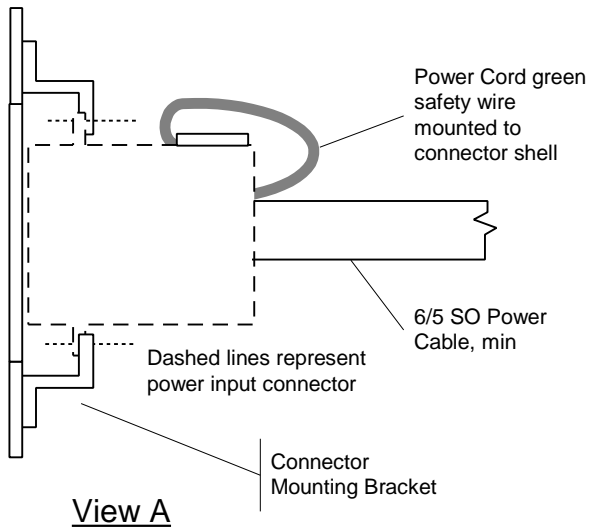 Power Cord green
safety wire
mounted to
connector shell
6/5 SO Power
Cable, min
Dashed lines represent
power input connector
Connector
Mounting Bracket
View A